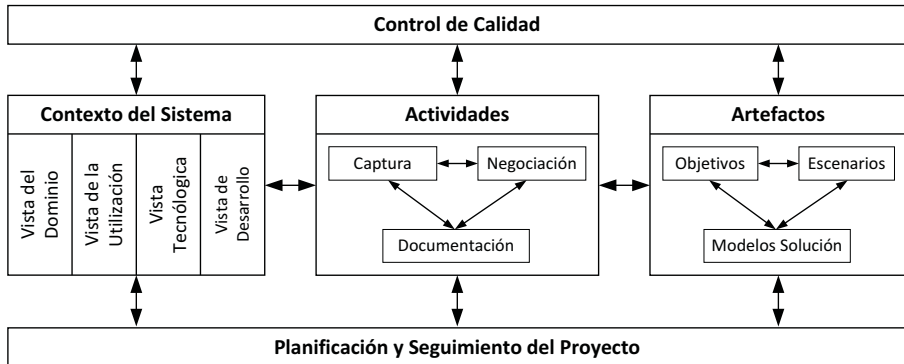 Control de Calidad
Contexto del Sistema
Vista del
Dominio
Vista de la
Utilización
Vista
Tecnólogica
Vista de
Desarrollo
Actividades
Captura
Negociación
Documentación
Artefactos
Objetivos
Escenarios
Modelos Solución
Planificación y Seguimiento del Proyecto